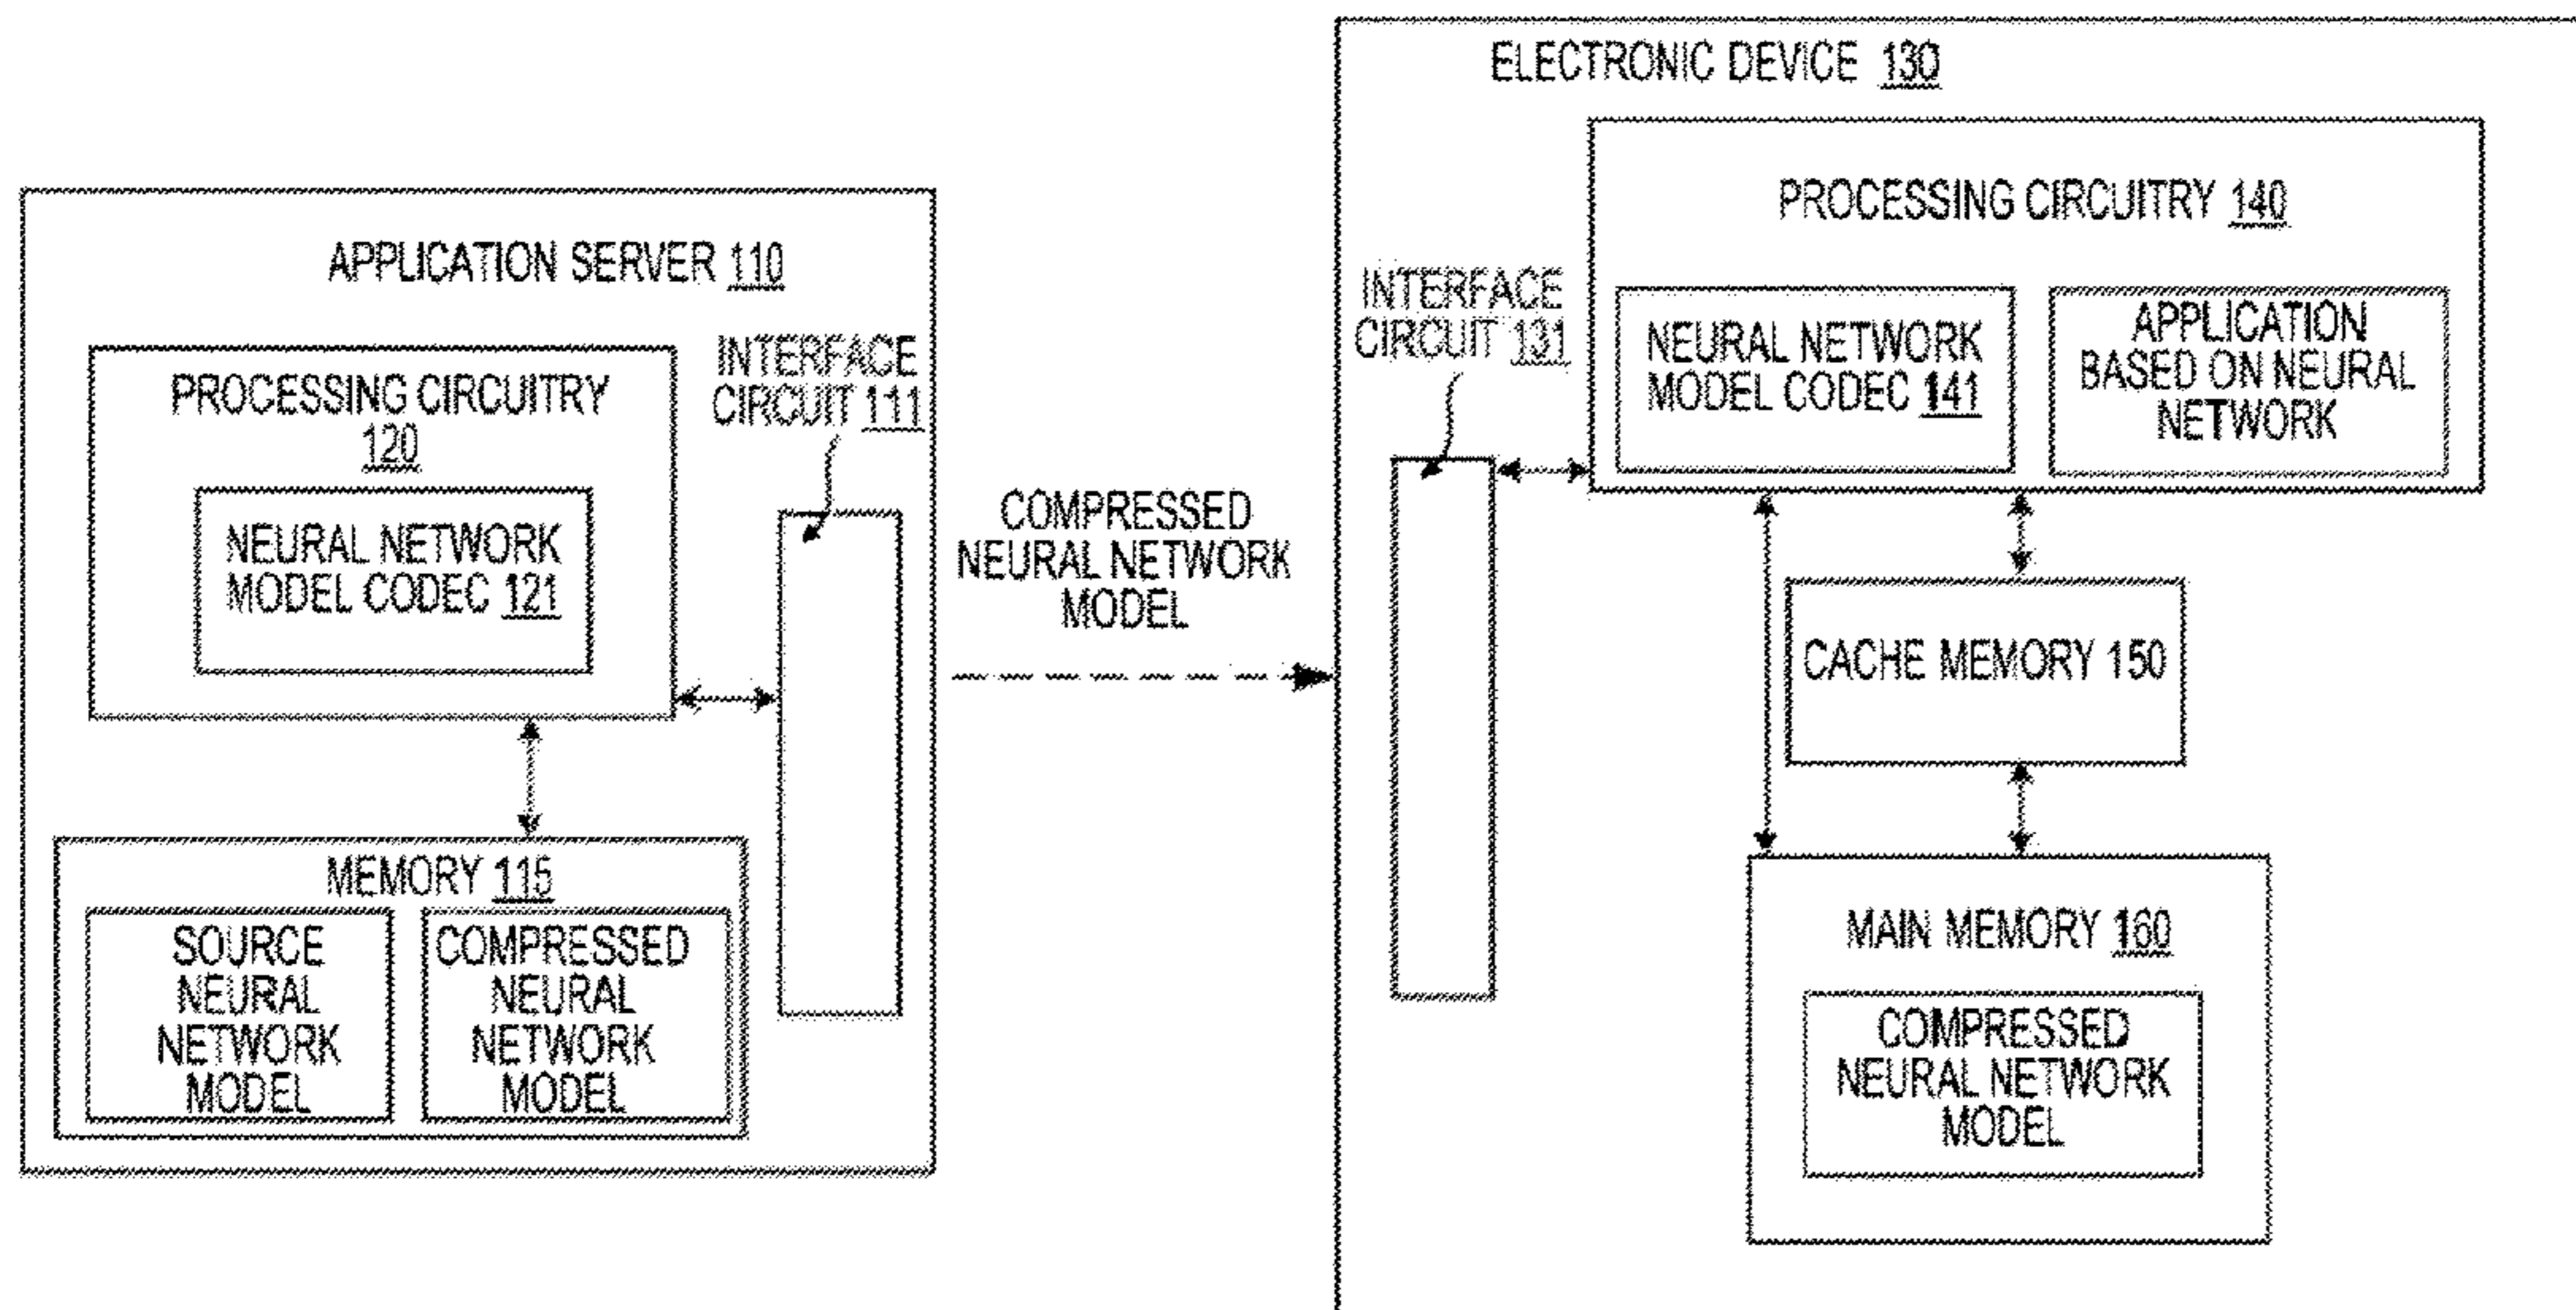 APPLICATION SERVER 110
PROCESSING CIRCUITRY
120
NEURAL NETWORK
MODEL CODEC 121
INTERFACE
CIRCUIT 111
MEMORY 115
SOURCE
NEURAL
NETWORK
MODEL
COMPRESSED
NEURAL
NETWORK
MODEL
COMPRESSED
NEURAL NETWORK
MODEL
ELECTRONIC DEVICE 130
INTERFACE
CIRCUIT 131
PROCESSING CIRCUITRY 140
NEURAL NETWORK
MODEL CODEC 141
APPLICATION
BASED ON NEURAL
NETWORK
CACHE MEMORY 150
MAIN MEMORY 160
COMPRESSED
NEURAL NETWORK
MODEL